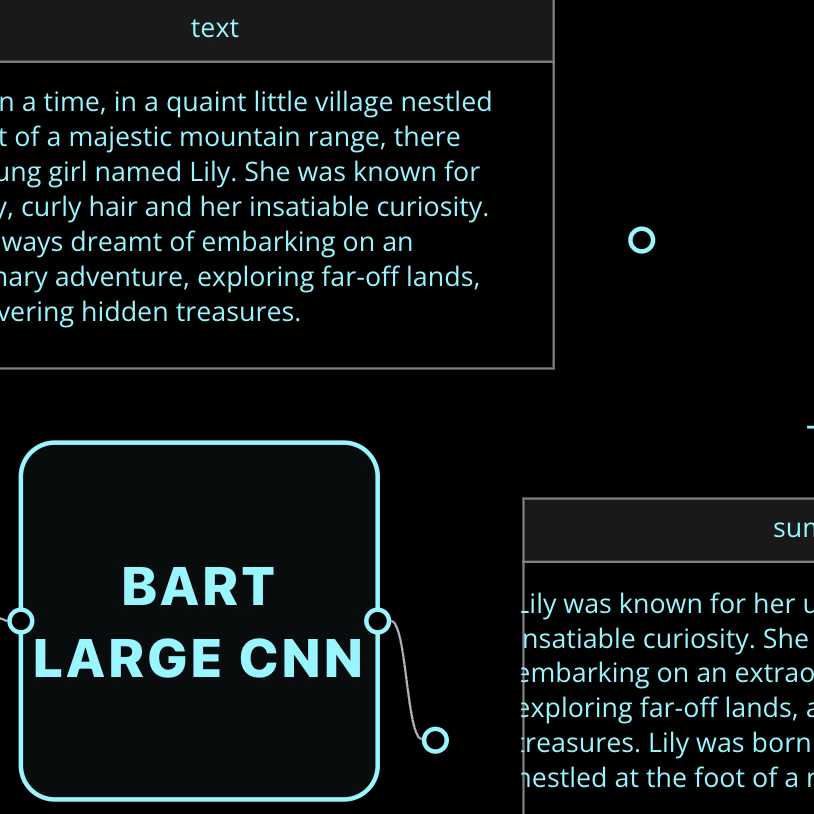 text
n a time, in a quaint little village nestled
t of a majestic mountain range, there
ung girl named Lily. She was known for
y, curly hair and her insatiable curiosity.
ways dreamt of embarking on an
nary adventure, exploring far-off lands,
vering hidden treasures.
BART
LARGE CNN
sum
Lily was known for her u
insatiable curiosity. She
embarking on an extrao
exploring far-off lands, a
treasures. Lily was born
nestled at the foot of a